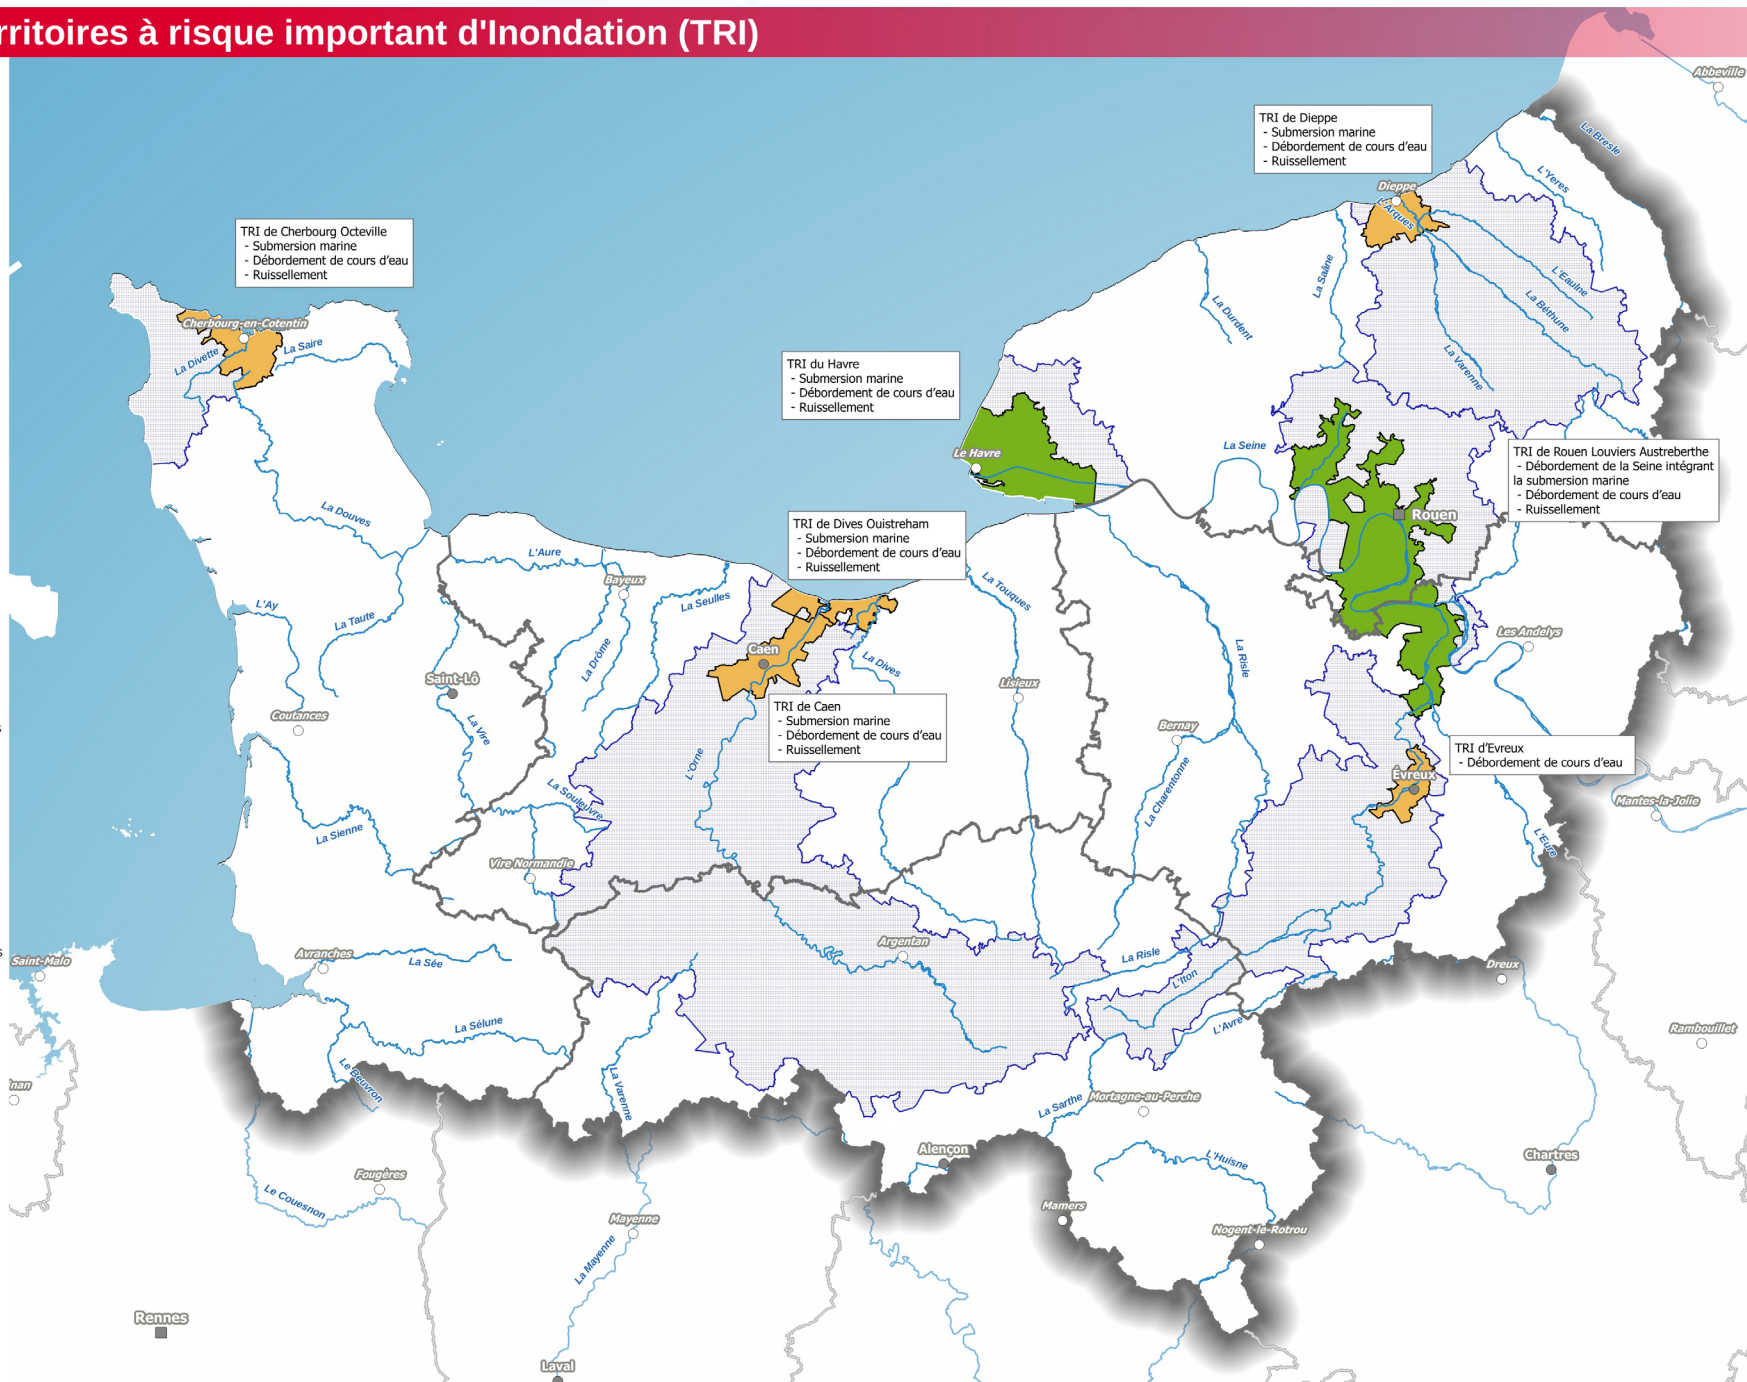 rritoires à risque important d'Inondation (TRI)
Abbeville
TRI de Dieppe
- Submersion marine
- Débordement de cours d'eau
- Ruissellement
La Bresle
L'Yeres
Dieppe
L'Arques
TRI de Cherbourg Octeville
- Submersion marine
- Débordement de cours d'eau
- Ruissellement
La Saâne
L'Eaulne
La Béthune
La Durdent
La Varenne
Cherbourg-en-Cotentin
La Divette
La Saire
TRI du Havre
- Submersion marine
- Débordement de cours d'eau
- Ruissellement
Le Havre
La Seine
TRI de Rouen Louviers Austreberthe
- Débordement de la Seine intégrant
la submersion marine
- Débordement de cours d'eau
- Ruissellement
Rouen
La Douves
TRI de Dives Ouistreham
- Submersion marine
- Débordement de cours d'eau
- Ruissellement
L'Aure
Bayeux
La Seulles
La Touques
L'Ay
La Taute
La Drôme
Caen
La Dives
La Risle
Les Andelys
Saint-Lô
Lisieux
Coutances
La Vire
TRI de Caen
- Submersion marine
- Débordement de cours d'eau
- Ruissellement
Bernay
L'Orne
La Charentonne
TRI d'Evreux
- Débordement de cours d'eau
Évreux
Mantes-la-Jolie
La Souleuvre
La Sienne
L'Eure
Vire Normandie
Avranches
La Sée
Argentan
La Risle
L'Iton
Dreux
Saint-Malo
La Sélune
L'Avre
Rambouillet
nan
Le Beuvron
La Varenne
La Sarthe
Mortagne-au-Perche
Alençon
L'Huisne
Chartres
Fougères
Le Couesnon
Mayenne
La Mayenne
Mamers
Nogent-le-Rotrou
Rennes
Laval